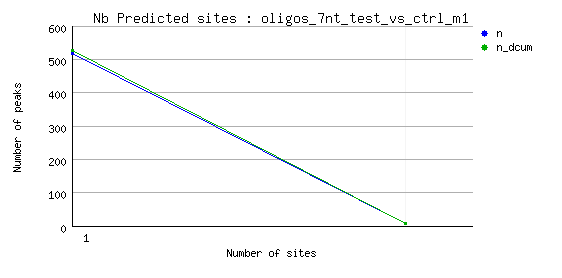 Nb Predicted sites : oligos_7nt_test_vs_ctrl_m1
n
n_dcum
600
500
400
300
200
100
0
Number of peaks
1
Number of sites